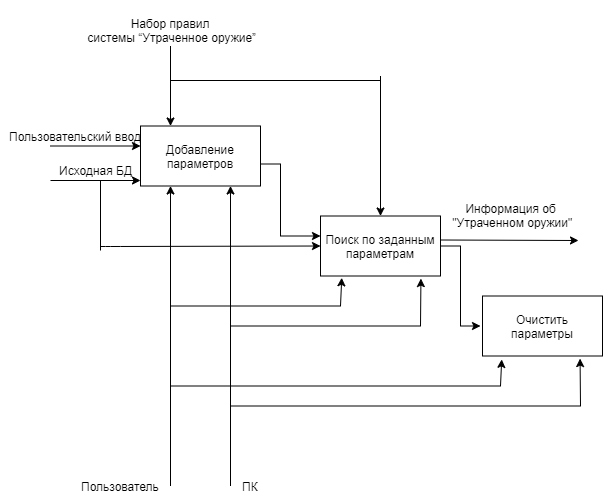 Набор правил
системы “Утраченное оружие”
Пользовательский ввод
Добавление
параметров
Исходная БД
Информация об
"Утраченном оружии"
Поиск по заданным
параметрам
Очистить
параметры
Пользователь
ПК